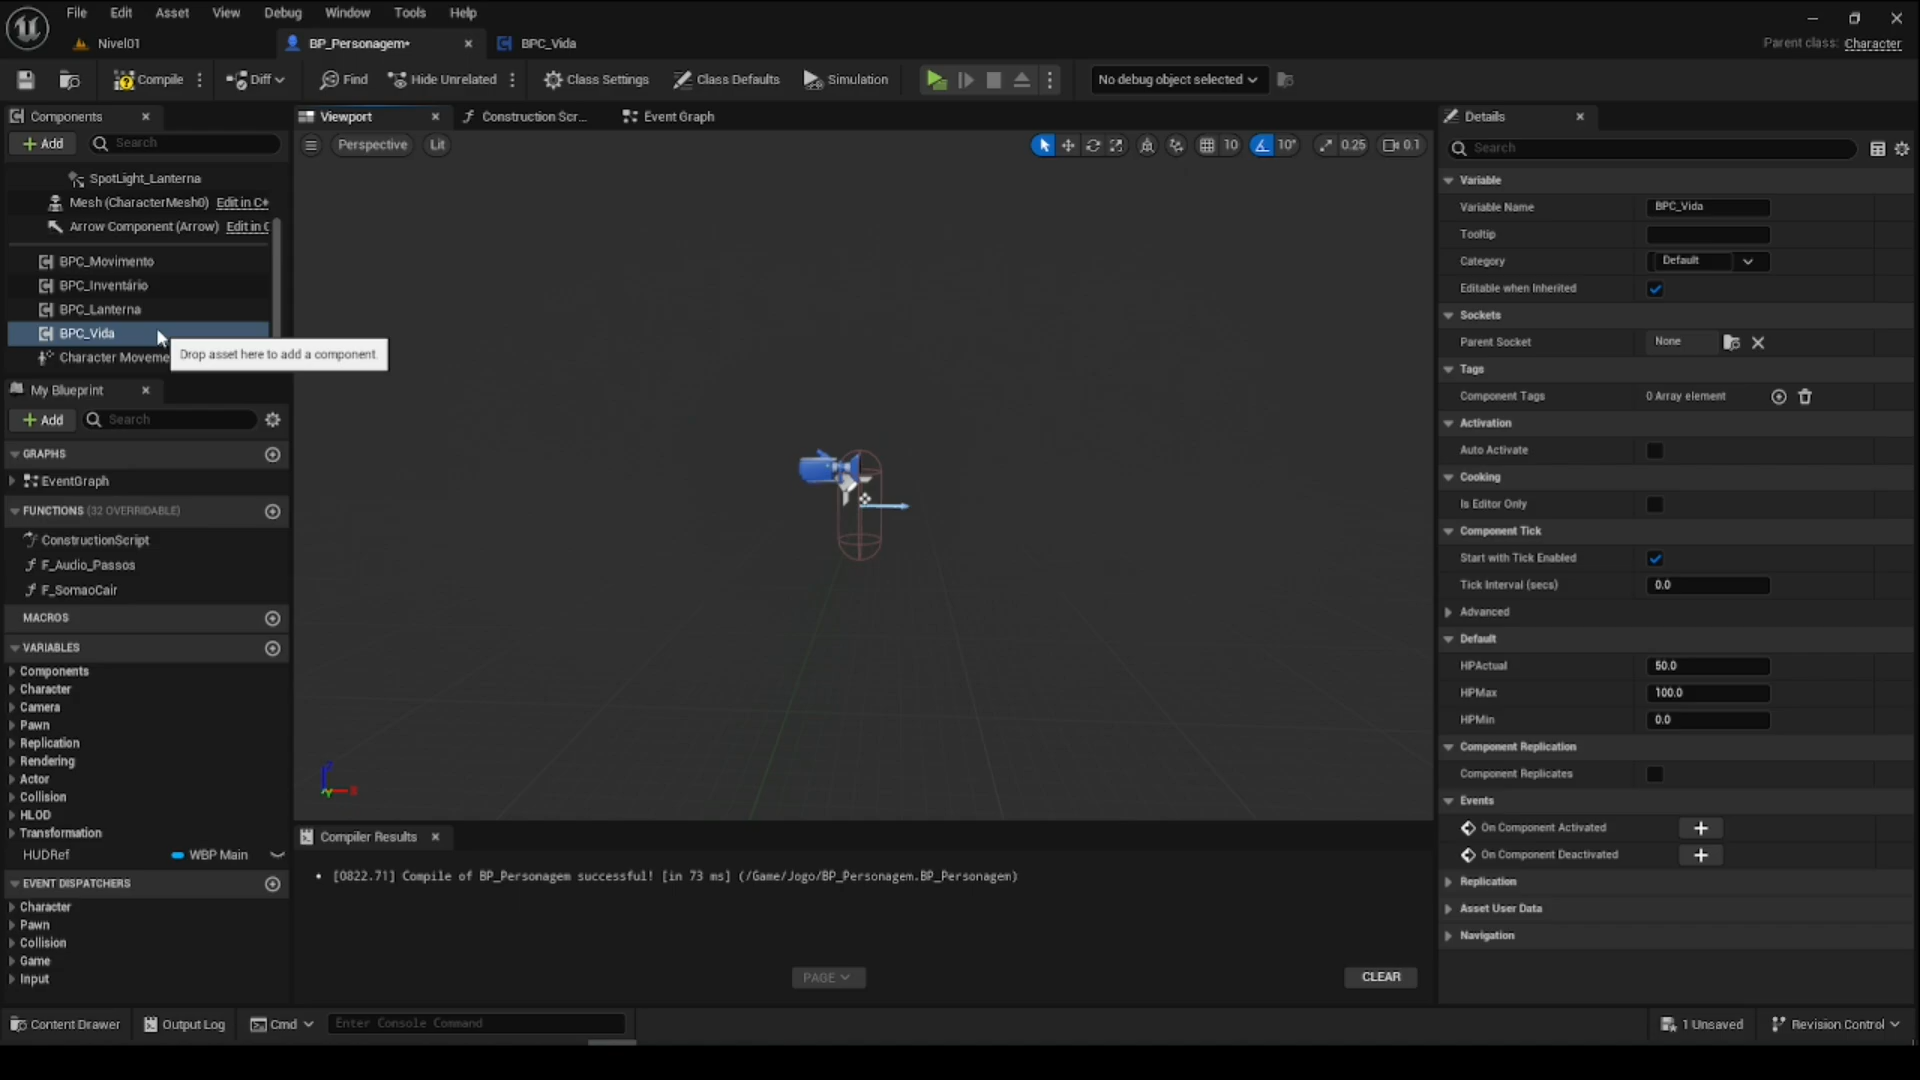 File Edit Asset View Debug Window Tools Help
Nivel01 BP_Personagem* BPC_Vida Parent class: Character
Compile Diff Find Hide Unrelated Class Settings Class Defaults Simulation No debug object selected
Components
Add Search
SpotLight_Lanterna
Mesh (CharacterMesh0) Edit in C+
Arrow Component (Arrow) Edit in C
BPC_Movimento
BPC_Inventário
BPC_Lanterna
BPC_Vida
Character Moveme
Drop asset here to add a component.
My Blueprint
Add Search
GRAPHS
EventGraph
FUNCTIONS (32 OVERRIDABLE)
ConstructionScript
F_Audio_Passos
F_SomaoCair
MACROS
VARIABLES
Components
Character
Camera
Pawn
Replication
Rendering
Actor
Collision
HLOD
Transformation
HUDRef WBP Main
EVENT DISPATCHERS
Character
Pawn
Collision
Game
Input
Viewport Construction Scr... Event Graph
Perspective Lit 10 10° 0.25 0.1
Z X
Compiler Results
• [0822.71] Compile of BP_Personagem successful! [in 73 ms] (/Game/Jogo/BP_Personagem.BP_Personagem)
PAGE CLEAR
Details
Search
Variable
Variable Name BPC_Vida
Tooltip
Category Default
Editable when Inherited
Sockets
Parent Socket None
Tags
Component Tags 0 Array element
Activation
Auto Activate
Cooking
Is Editor Only
Component Tick
Start with Tick Enabled
Tick Interval (secs) 0.0
Advanced
Default
HPActual 50.0
HPMax 100.0
HPMin 0.0
Component Replication
Component Replicates
Events
On Component Activated
On Component Deactivated
Replication
Asset User Data
Navigation
Content Drawer Output Log Cmd Enter Console Command 1 Unsaved Revision Control